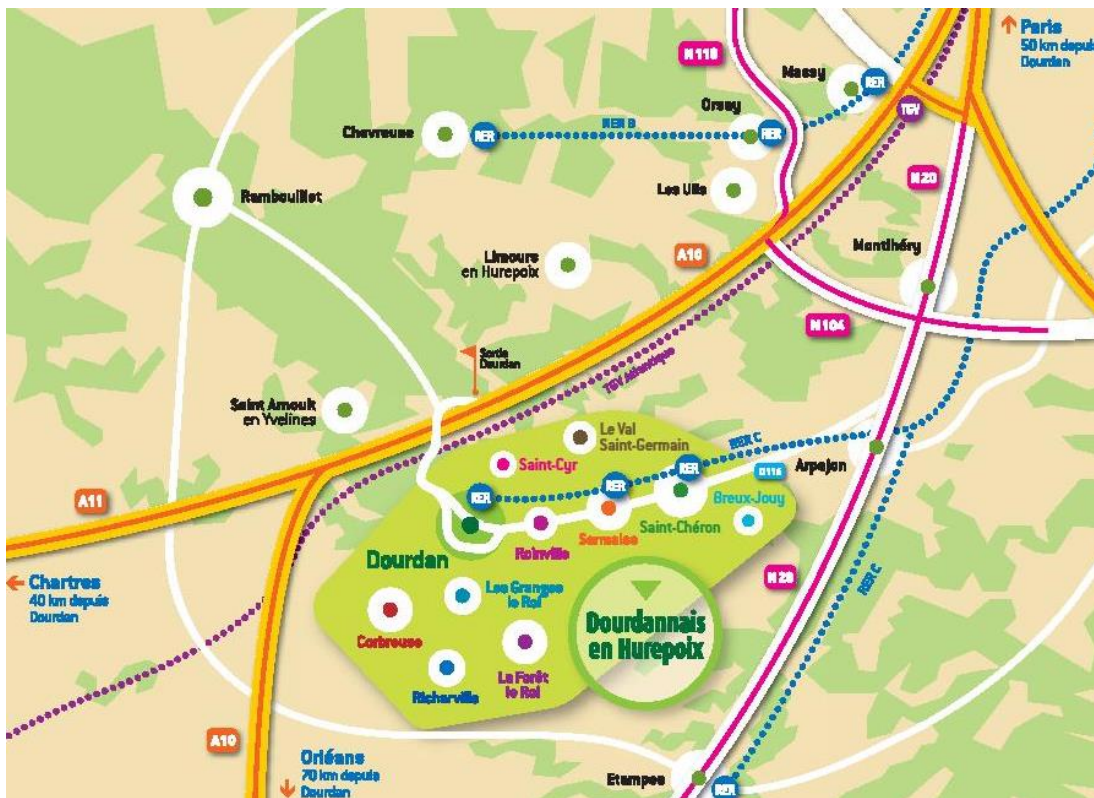 Paris
50 km depuis
Dourdan
N118
Massy
RER
Orsay
TGV
Chevreuse
RER
RER B
RER
Rambouillet
Les Ulis
N20
Montlhéry
Limours
en Hurepoix
A10
N104
Sortie
Dourdan
TGV Atlantique
Saint Arnoult
en Yvelines
Le Val
Saint-Germain
RER C
Saint-Cyr
RER
Arpajon
D116
RER
RER
Breux-Jouy
A11
Saint-Chéron
Sermaise
Roinville
Dourdan
Chartres
40 km depuis
Dourdan
Les Granges
le Roi
N20
RER C
Dourdannais
en Hurepoix
Corbreuse
La Forêt
le Roi
Richarville
A10
Orléans
70 km depuis
Dourdan
Etampes
RER